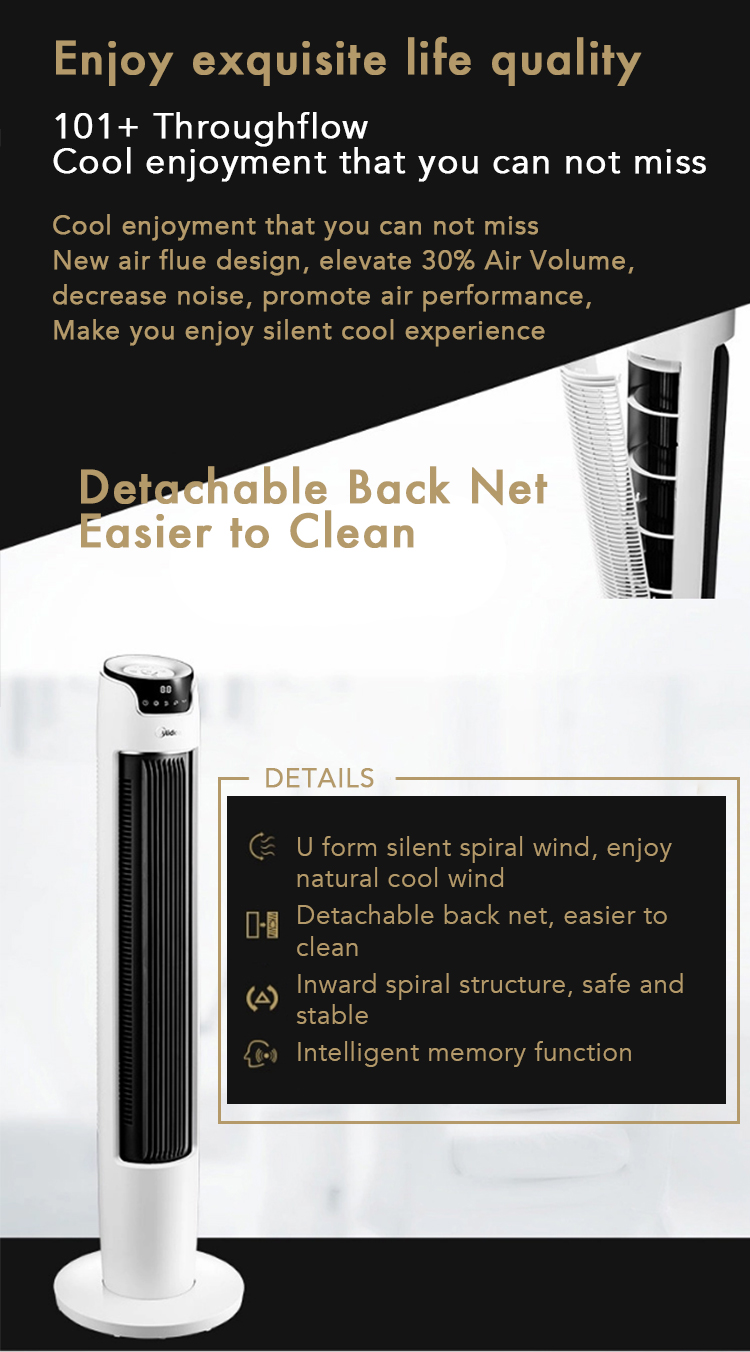 Enjoy exquisite life quality
101+ Throughflow
Cool enjoyment that you can not miss
Cool enjoyment that you can not miss
New air flue design, elevate 30% Air Volume,
decrease noise, promote air performance,
Make you enjoy silent cool experience
Detachable Back Net
Easier to Clean
DETAILS
U form silent spiral wind, enjoy
natural cool wind
Detachable back net, easier to
clean
Inward spiral structure, safe and
stable
Intelligent memory function